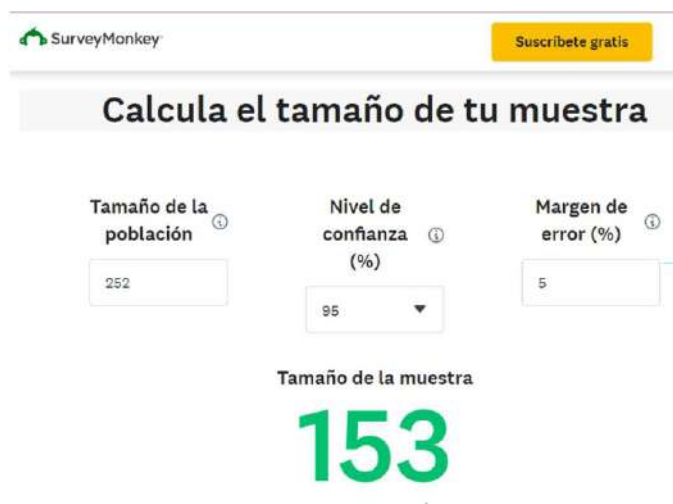 SurveyMonkey
Suscríbete gratis
Calcula el tamaño de tu muestra
Tamaño de la
población
252
Nivel de
confianza
(%)
95
Margen de
error (%)
5
Tamaño de la muestra
153